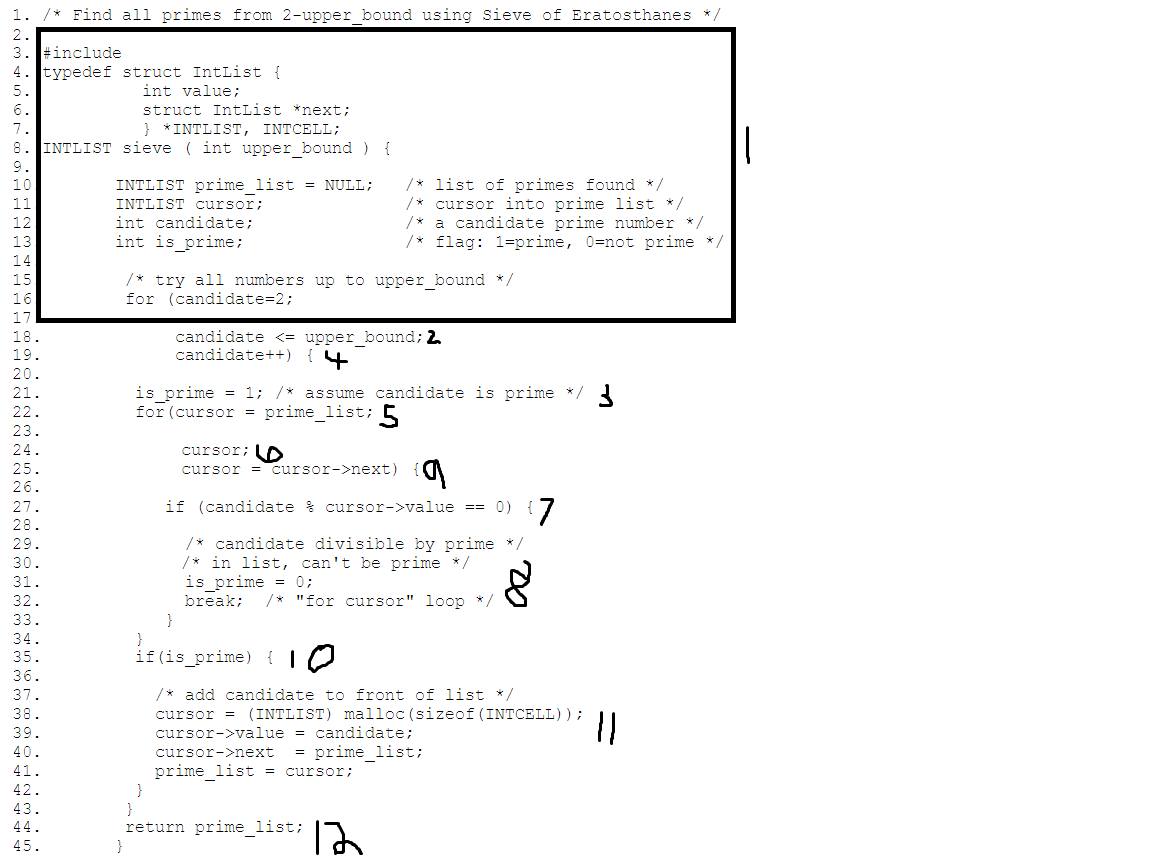 1. /* Find all primes from 2-upper_bound using Sieve of Eratosthanes */
2.
3. #include
4. typedef struct IntList {
5. int value;
6. struct IntList *next;
7. } *INTLIST, INTCELL;
8. INTLIST sieve ( int upper_bound ) { 1
9.
10 INTLIST prime_list = NULL; /* list of primes found */
11 INTLIST cursor; /* cursor into prime list */
12 int candidate; /* a candidate prime number */
13 int is_prime; /* flag: 1=prime, 0=not prime */
14
15 /* try all numbers up to upper_bound */
16 for (candidate=2;
17
18. candidate <= upper_bound; 2
19. candidate++) { 4
20.
21. is_prime = 1; /* assume candidate is prime */ 3
22. for(cursor = prime_list; 5
23.
24. cursor; 6
25. cursor = cursor->next) { 9
26.
27. if (candidate % cursor->value == 0) { 7
28.
29. /* candidate divisible by prime */
30. /* in list, can't be prime */
31. is_prime = 0; 8
32. break; /* "for cursor" loop */
33. }
34. }
35. if(is_prime) { 10
36.
37. /* add candidate to front of list */
38. cursor = (INTLIST) malloc(sizeof(INTCELL)); 11
39. cursor->value = candidate;
40. cursor->next = prime_list;
41. prime_list = cursor;
42. }
43. }
44. return prime_list; 12
45. }